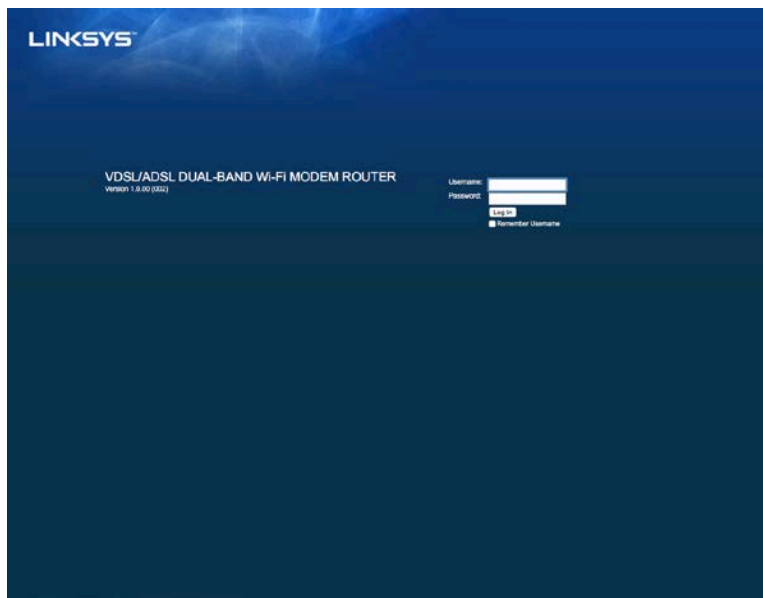 LINKSYS
VDSL/ADSL DUAL-BAND Wi-Fi MODEM ROUTER
Version 1.0.00 (002)
Username:
Password:
Log In
Remember Username